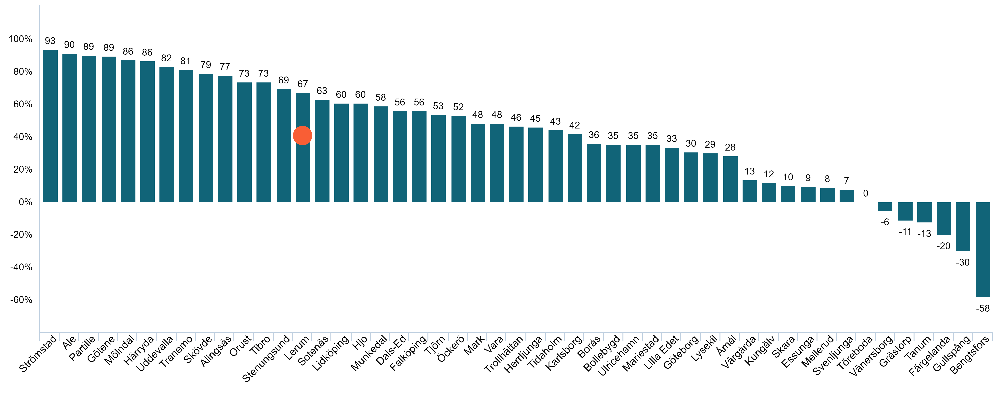 100%
80%
60%
40%
20%
0%
-20%
-40%
-60%
93 90 89 89 86 86 82 81 79 77 73 73 69 67 63 60 60 58 56 56 53 52 48 48 46 45 43 42 36 35 35 35 33 30 29 28 13 12 10 9 8 7 0 -6 -11 -13 -20 -30 -58
Strömstad
Ale
Partille
Götene
Mölndal
Härryda
Uddevalla
Tranemo
Skövde
Alingsås
Orust
Tibro
Stenungsund
Lerum
Sotenäs
Lidköping
Hjo
Munkedal
Dals-Ed
Falköping
Tjörn
Öckerö
Mark
Vara
Trollhättan
Herrljunga
Tidaholm
Karlsborg
Borås
Bollebygd
Ulricehamn
Mariestad
Lilla Edet
Göteborg
Lysekil
Åmål
Vårgårda
Kungälv
Skara
Essunga
Mellerud
Svenljunga
Töreboda
Vänersborg
Grästorp
Tanum
Färgelanda
Gullspång
Bengtsfors